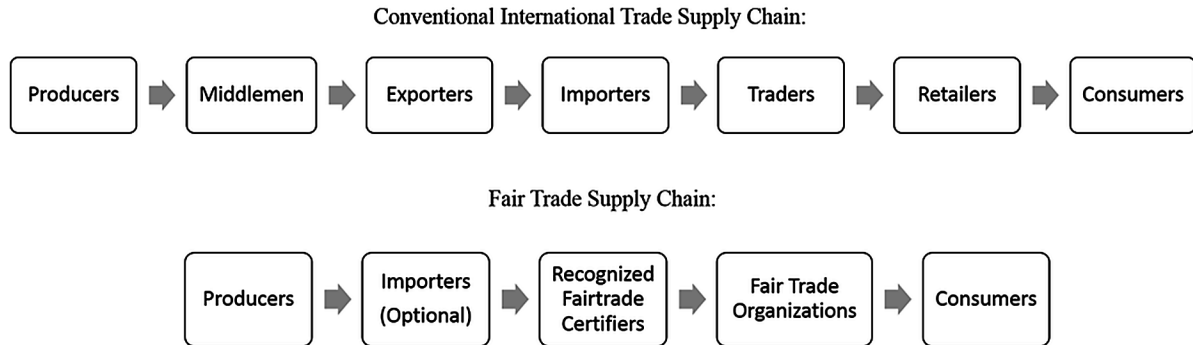 Conventional International Trade Supply Chain:
Producers
Middlemen
Exporters
Importers
Traders
Retailers
Consumers
Fair Trade Supply Chain:
Producers
Importers
(Optional)
Recognized
Fairtrade
Certifiers
Fair Trade
Organizations
Consumers